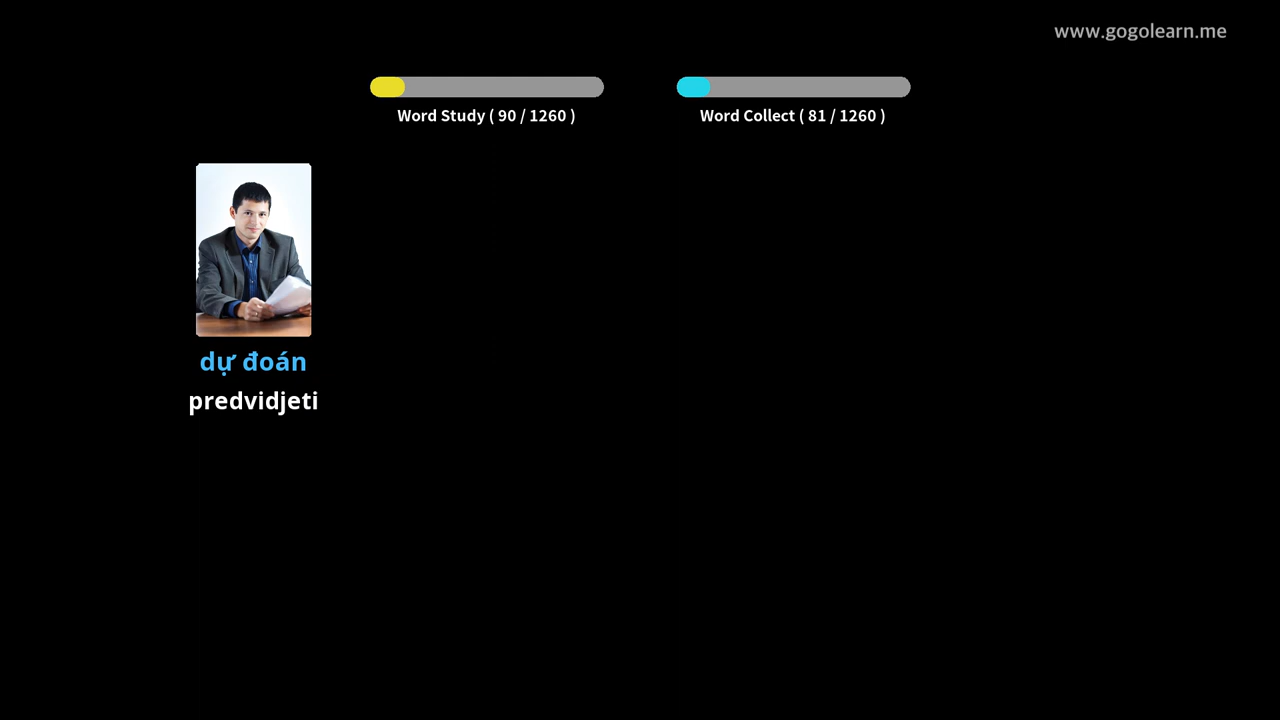 www.gogolearn.me
Word Study ( 90 / 1260 )
Word Collect ( 81 / 1260 )
dự đoán
predvidjeti